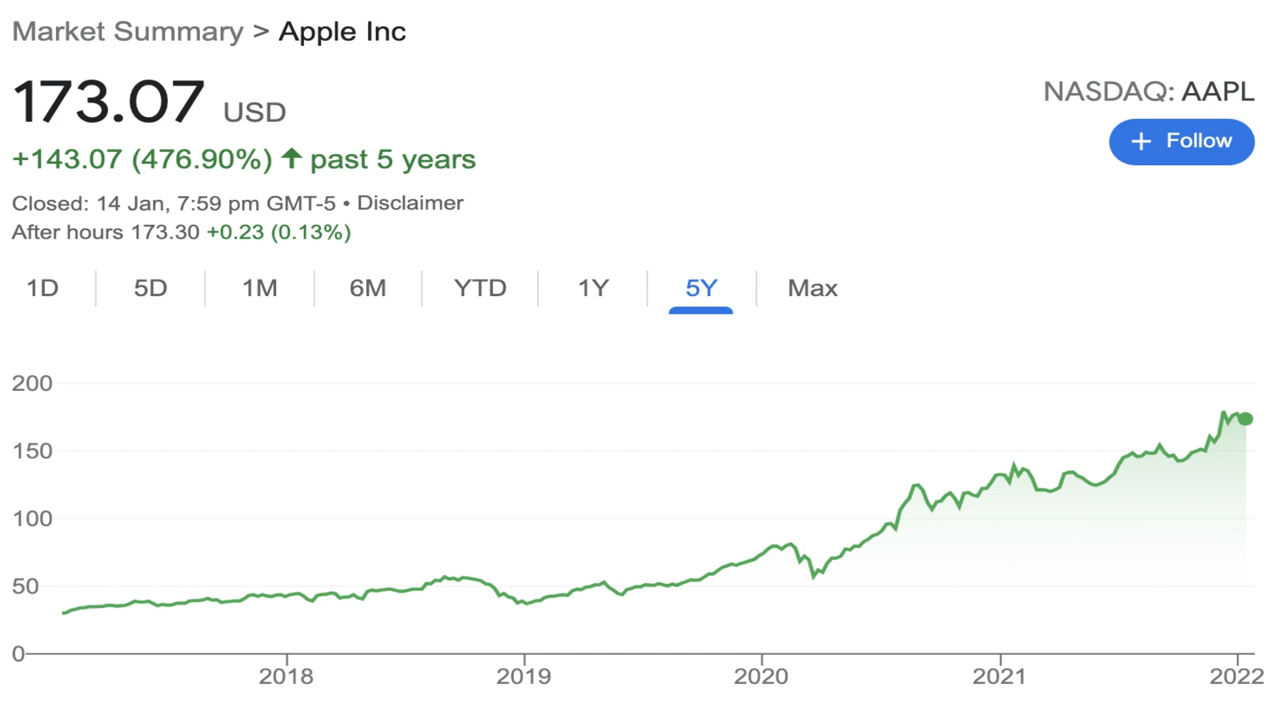 Market Summary > Apple Inc
173.07 USD
NASDAQ: AAPL
+ Follow
+143.07 (476.90%) ↑ past 5 years
Closed: 14 Jan, 7:59 pm GMT-5 • Disclaimer
After hours 173.30 +0.23 (0.13%)
1D 5D 1M 6M YTD 1Y 5Y Max
200
150
100
50
0
2018 2019 2020 2021 2022